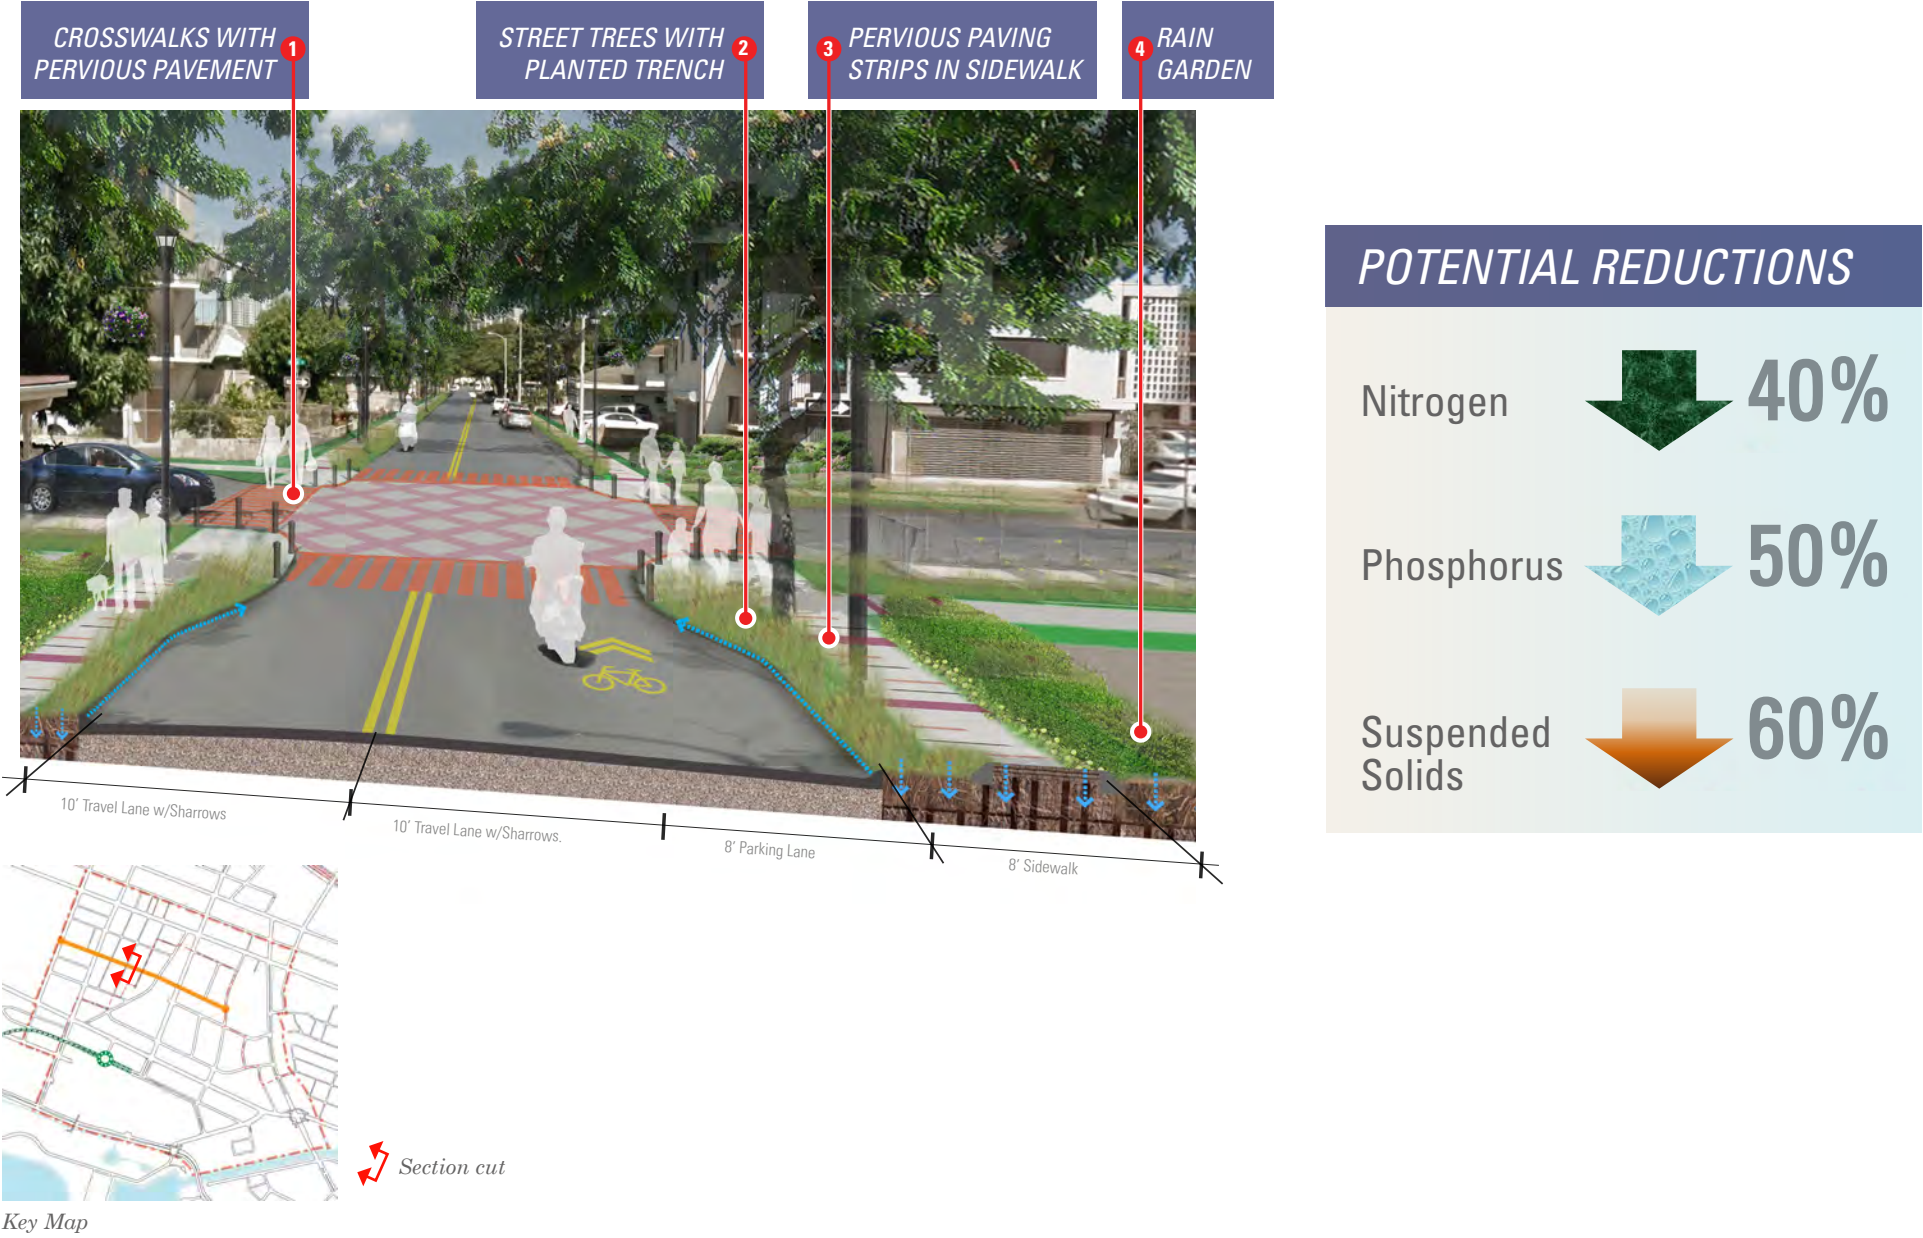 CROSSWALKS WITH
PERVIOUS PAVEMENT
1
STREET TREES WITH
PLANTED TRENCH
2
3
PERVIOUS PAVING
STRIPS IN SIDEWALK
4
RAIN
GARDEN
POTENTIAL REDUCTIONS
Nitrogen
40%
Phosphorus
50%
Suspended
Solids
60%
10' Travel Lane w/Sharrows
10' Travel Lane w/Sharrows.
8' Parking Lane
8' Sidewalk
Section cut
Key Map